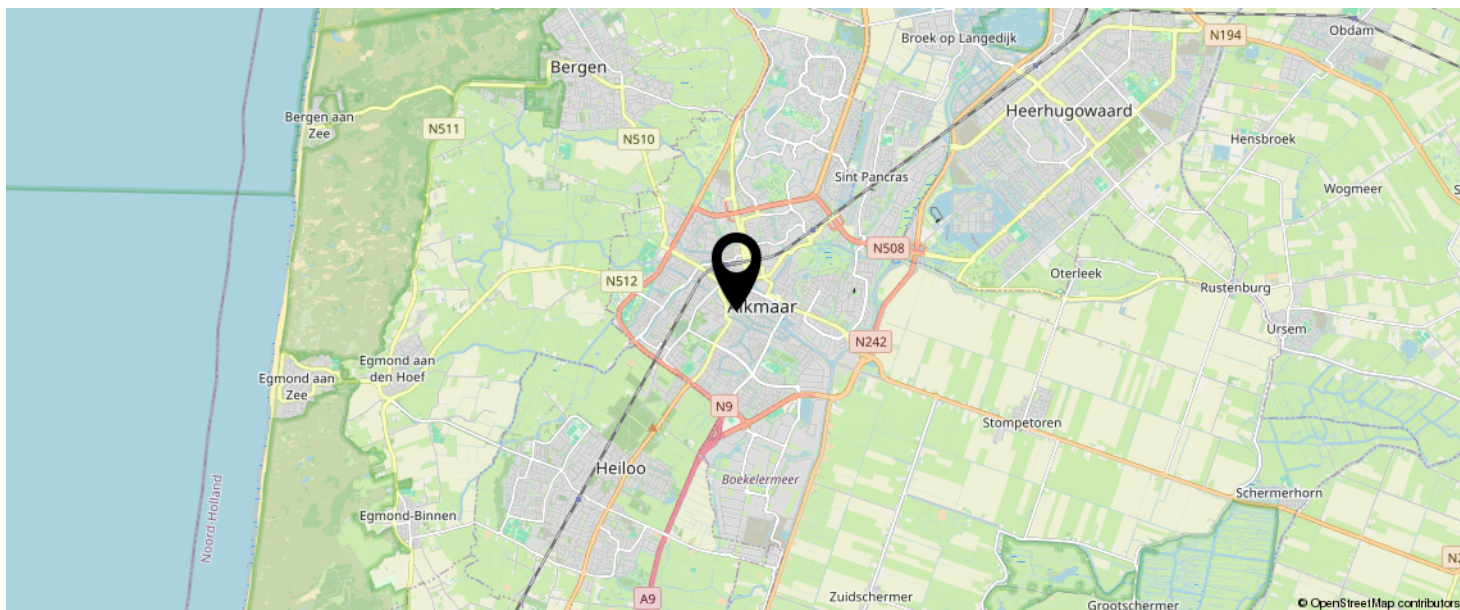 N194
Obdam
Broek op Langedijk
Bergen
Bergen aan
Zee
N511
Heerhugowaard
N510
Hensbroek
Sint Pancras
Wogmeer
N508
Oterleek
N512
Rustenburg
Alkmaar
Ursem
N242
Egmond aan
den Hoef
Egmond aan
Zee
N9
Stompetoren
Heiloo
Boekelermeer
Schermerhorn
Noord-Holland
Egmond-Binnen
A9
Zuidschermer
Grootschermer
© OpenStreetMap contributors